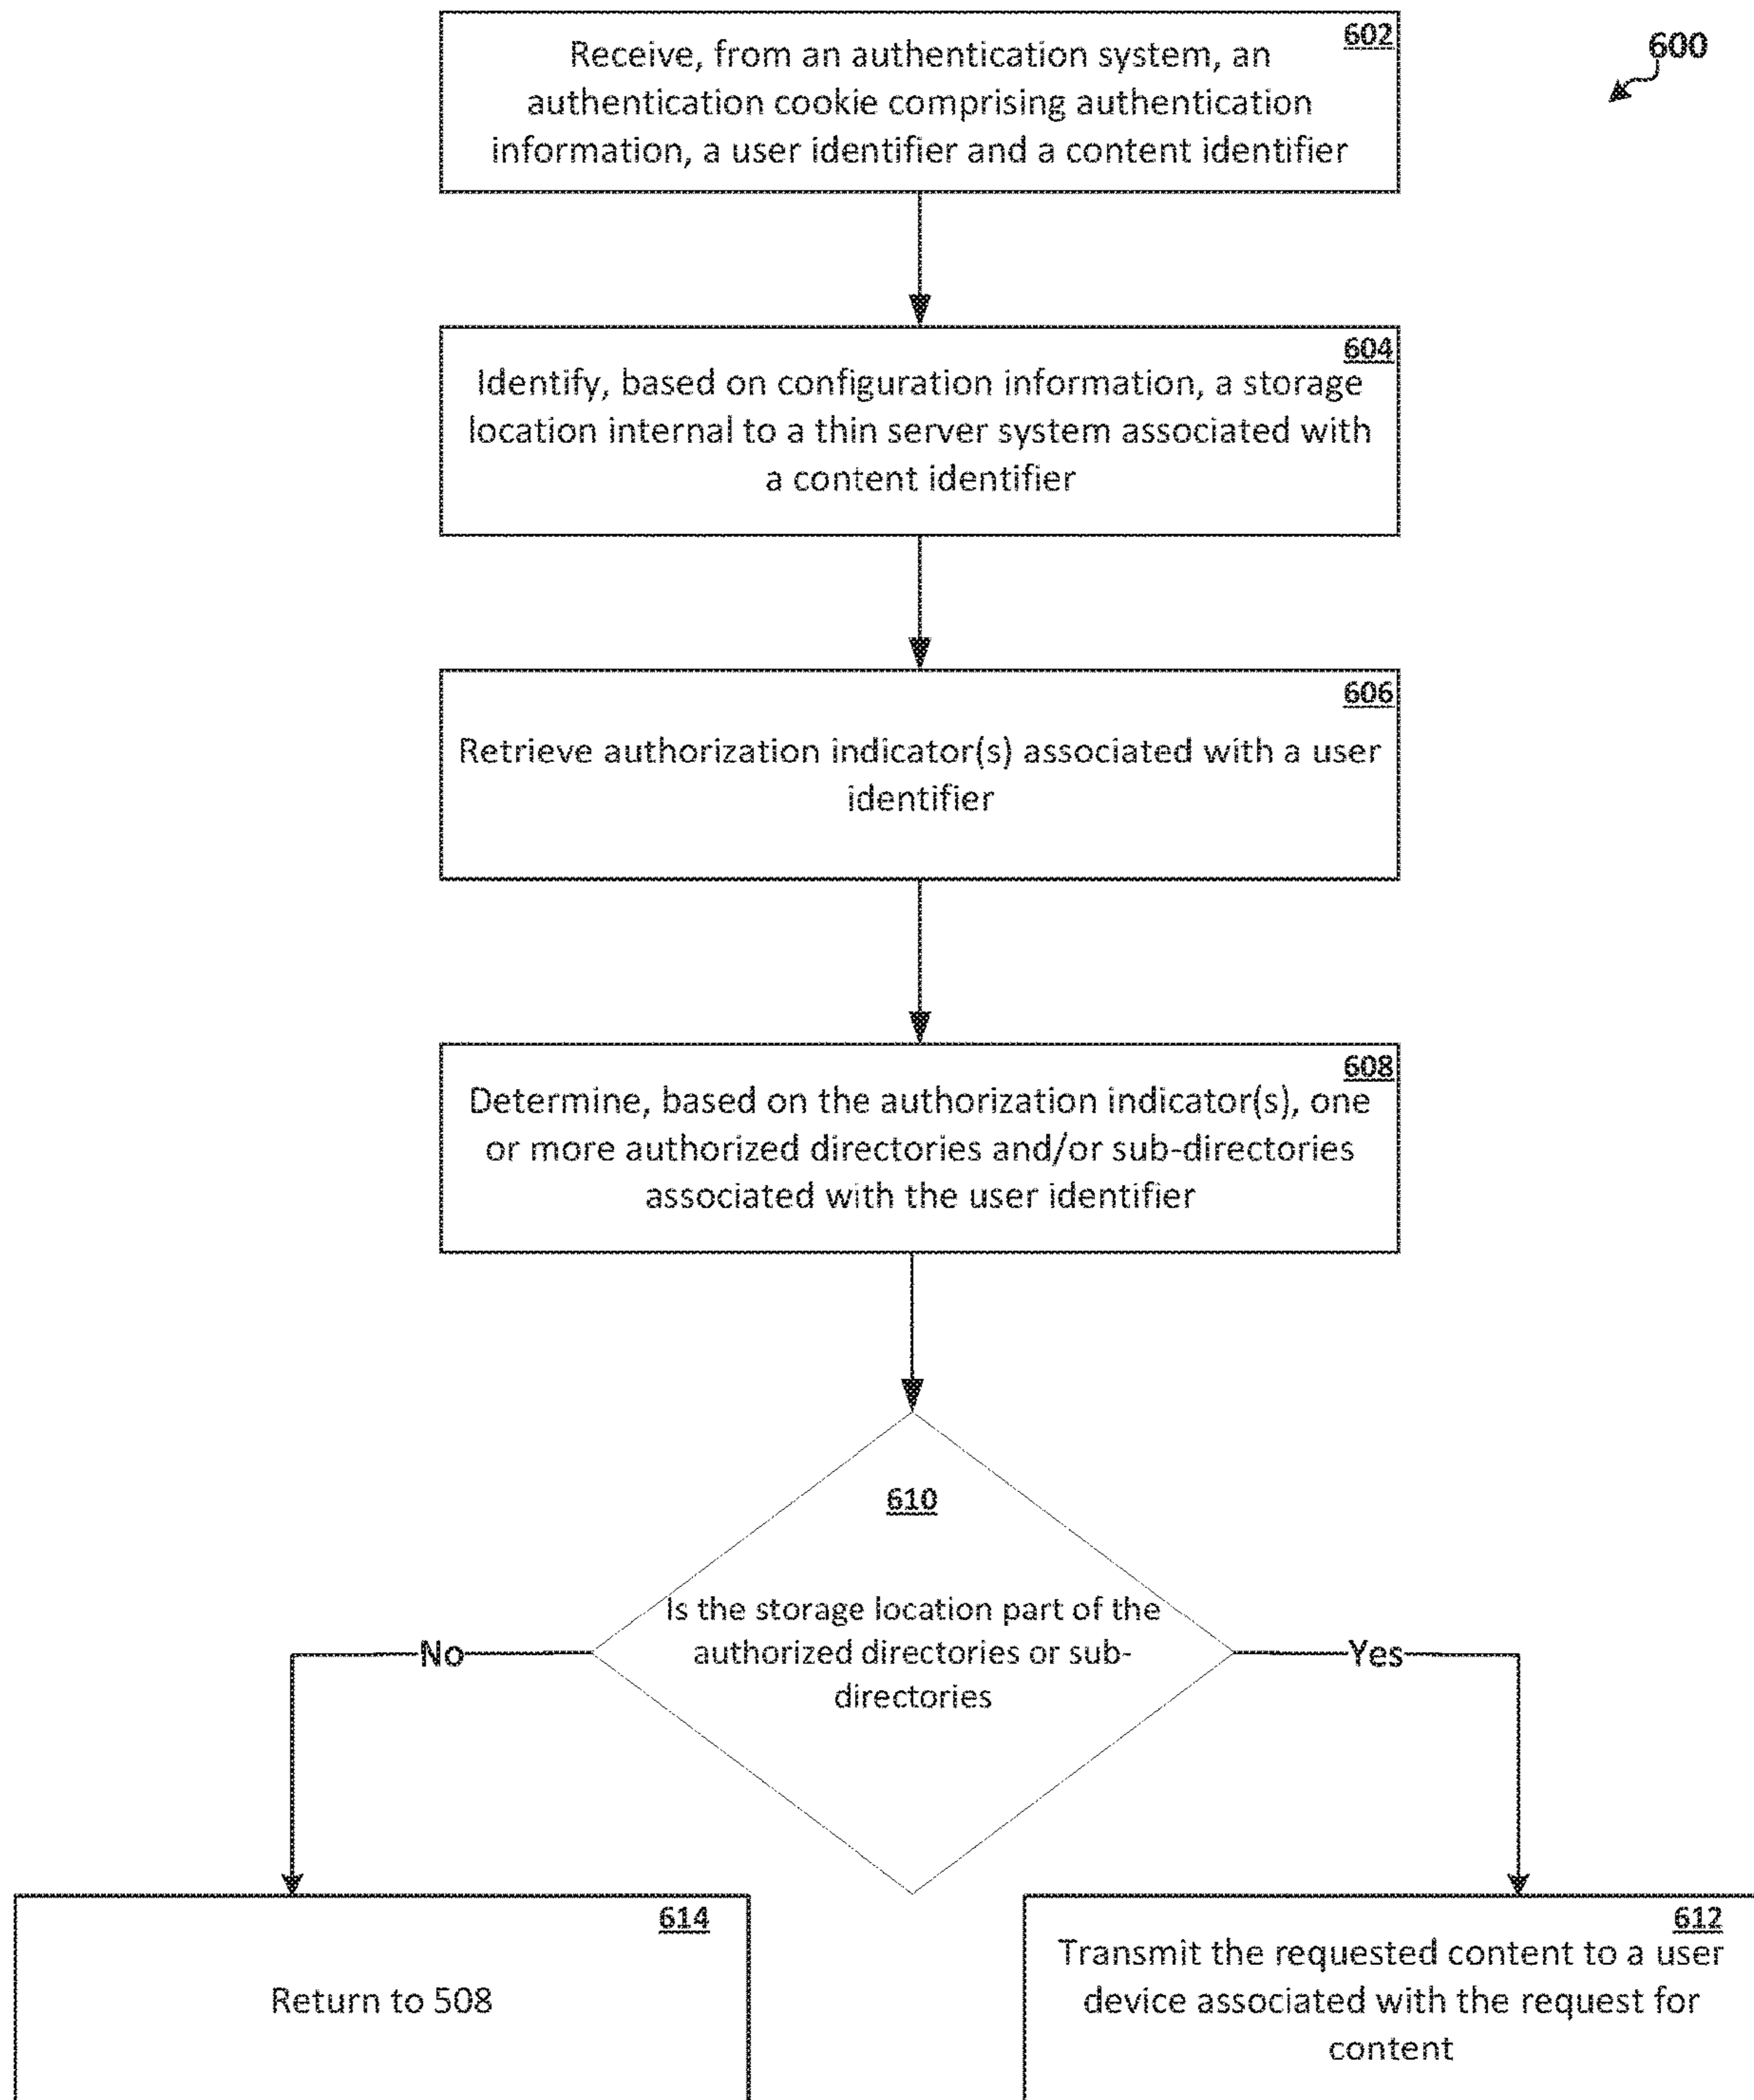 602
600
Receive, from an authentication system, an
authentication cookie comprising authentication
information, a user identifier and a content identifier
604
Identify, based on configuration information, a storage
location internal to a thin server system associated with
a content identifier
606
Retrieve authorization indicator(s) associated with a user
identifier
608
Determine, based on the authorization indicator(s), one
or more authorized directories and/or sub-directories
associated with the user identifier
610
Is the storage location part of the
authorized directories or sub-
directories
No
Yes
614
Return to 508
612
Transmit the requested content to a user
device associated with the request for
content